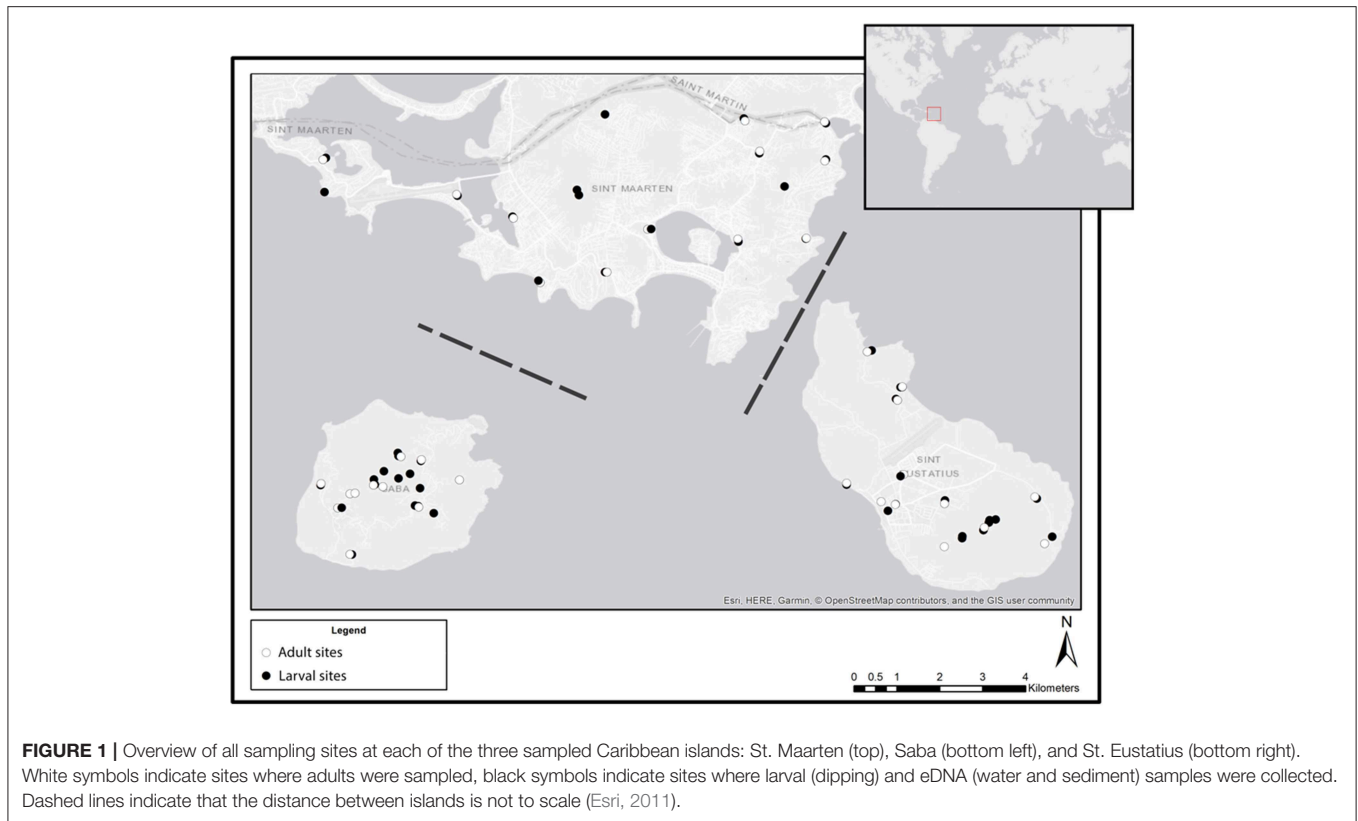 SAINT MARTIN
SINT MAARTEN
SINT MAARTEN
SINT
EUSTATIUS
SABA
Esri, HERE, Garmin, © OpenStreetMap contributors, and the GIS user community
Legend
Adult sites
Larval sites
N
0 0.5 1 2 3 4
Kilometers
FIGURE 1 | Overview of all sampling sites at each of the three sampled Caribbean islands: St. Maarten (top), Saba (bottom left), and St. Eustatius (bottom right).
White symbols indicate sites where adults were sampled, black symbols indicate sites where larval (dipping) and eDNA (water and sediment) samples were collected.
Dashed lines indicate that the distance between islands is not to scale (Esri, 2011).